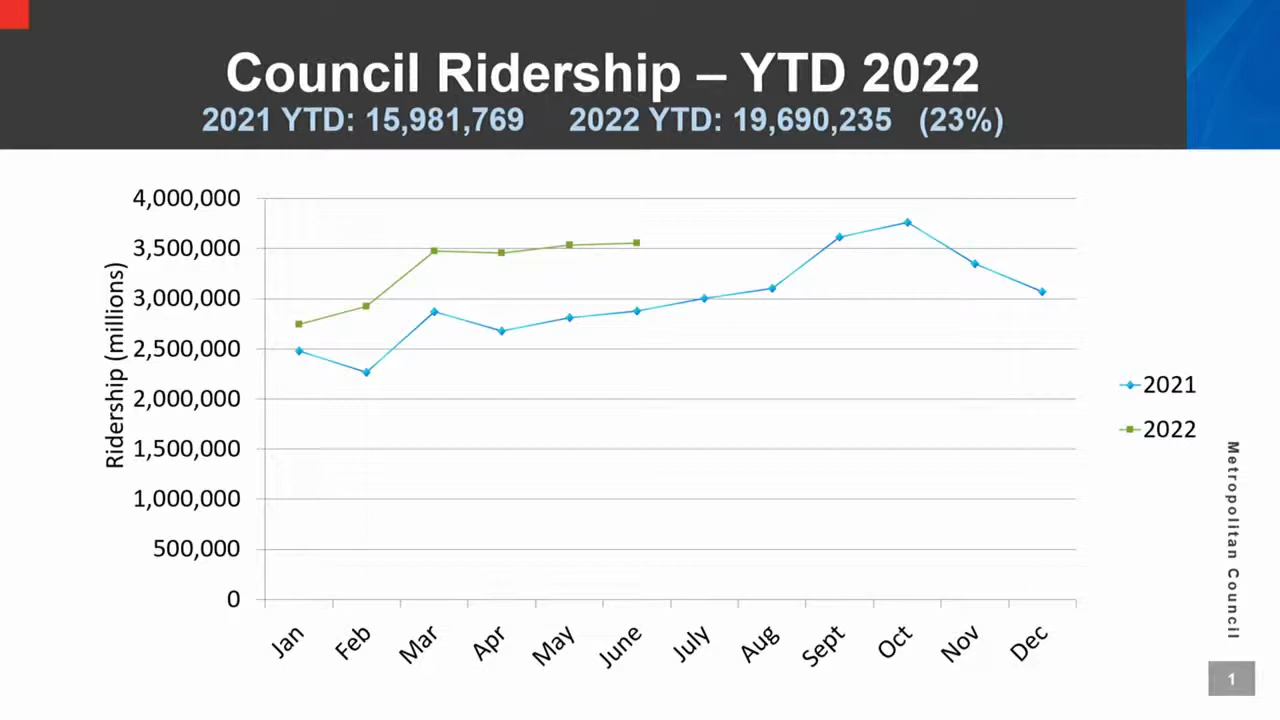 Council Ridership – YTD 2022
2021 YTD: 15,981,769 2022 YTD: 19,690,235 (23%)
4,000,000
3,500,000
3,000,000
2,500,000
2,000,000
1,500,000
1,000,000
500,000
0
Ridership (millions)
Jan
Feb
Mar
Apr
May
June
July
Aug
Sept
Oct
Nov
Dec
2021
2022
Metropolitan Council
1